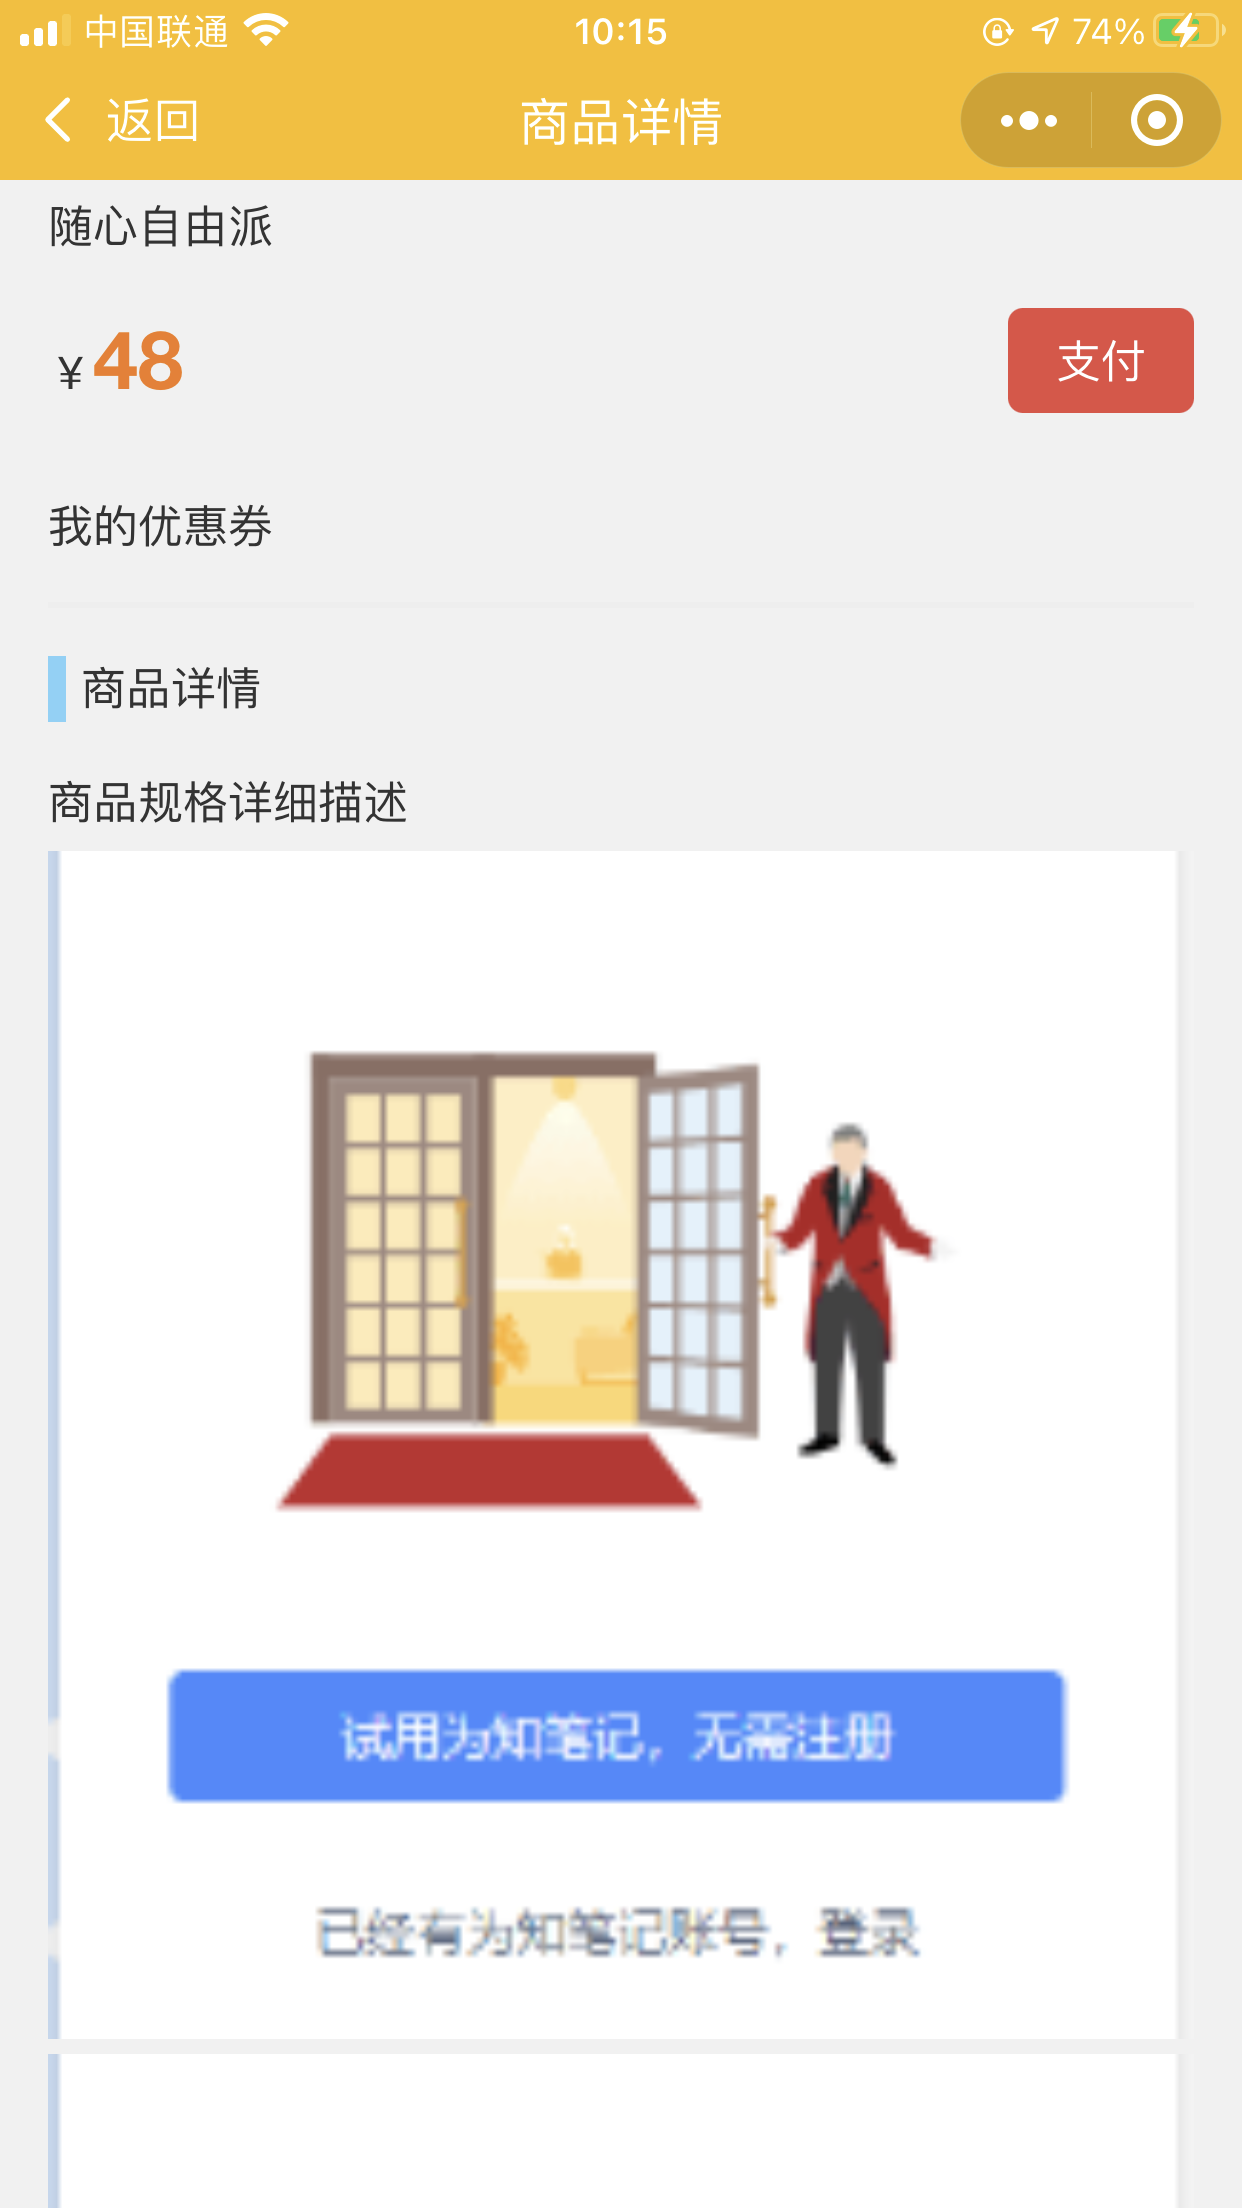 中国联通
10:15
74%
返回
商品详情
随心自由派
¥48
支付
我的优惠券
商品详情
商品规格详细描述
试用为知笔记，无需注册
已经有为知笔记账号，登录